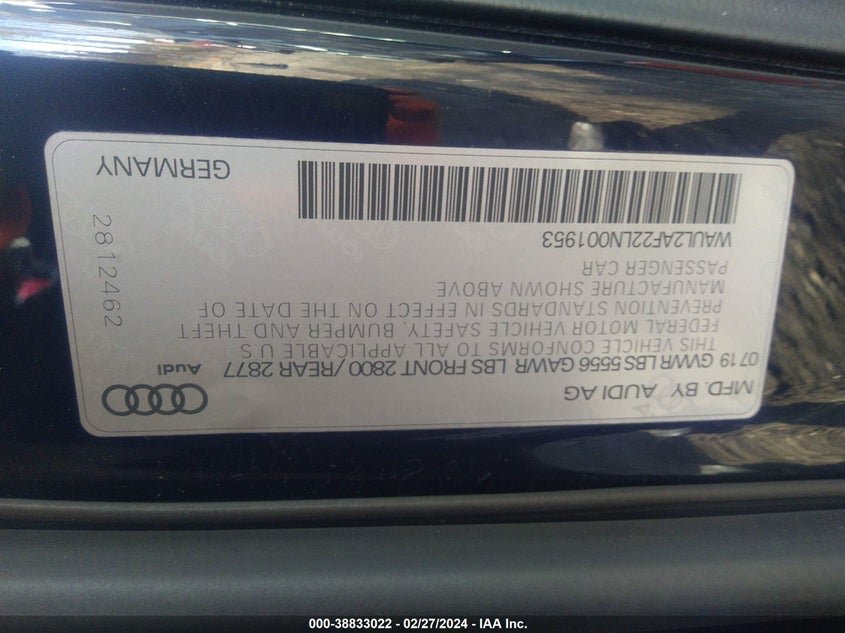 MFD. BY AUDI AG
0719 GVWR LBS 5556 GAWR LBS FRONT 2800 / REAR 2877
Audi
THIS VEHICLE CONFORMS TO ALL APPLICABLE U S
FEDERAL MOTOR VEHICLE SAFETY, BUMPER AND THEFT
PREVENTION STANDARDS IN EFFECT ON THE DATE OF
MANUFACTURE SHOWN ABOVE
PASSENGER CAR
WAUL2AF22LN001953
2812462
GERMANY
000-38833022 - 02/27/2024 - IAA Inc.